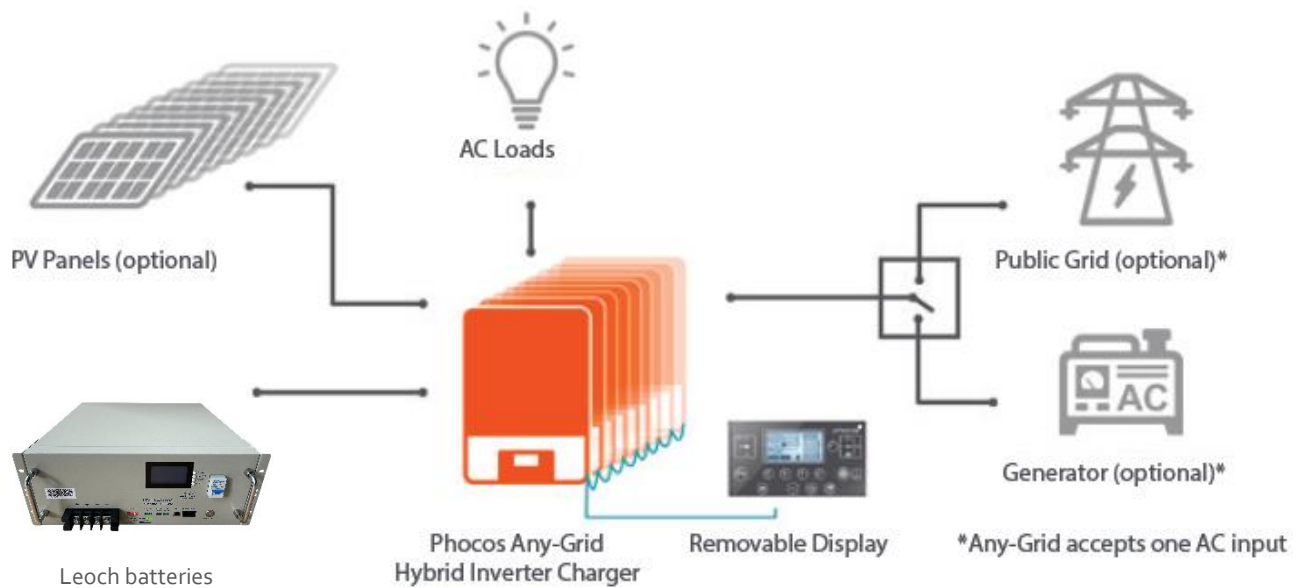 AC Loads
PV Panels (optional)
Public Grid (optional)*
AC
Generator (optional)*
Phocos Any-Grid
Hybrid Inverter Charger
Removable Display
*Any-Grid accepts one AC input
Leoch batteries